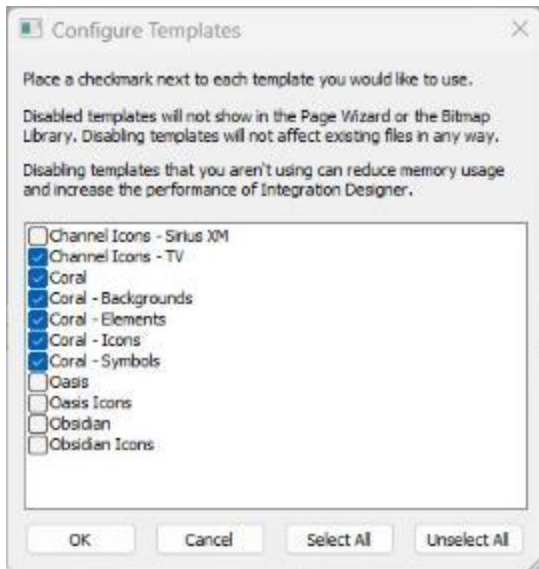 Configure Templates
Place a checkmark next to each template you would like to use.
Disabled templates will not show in the Page Wizard or the Bitmap
Library. Disabling templates will not affect existing files in any way.
Disabling templates that you aren't using can reduce memory usage
and increase the performance of Integration Designer.
Channel Icons - Sirius XM
Channel Icons - TV
Coral
Coral - Backgrounds
Coral - Elements
Coral - Icons
Coral - Symbols
Oasis
Oasis Icons
Obsidian
Obsidian Icons
OK Cancel Select All Unselect All